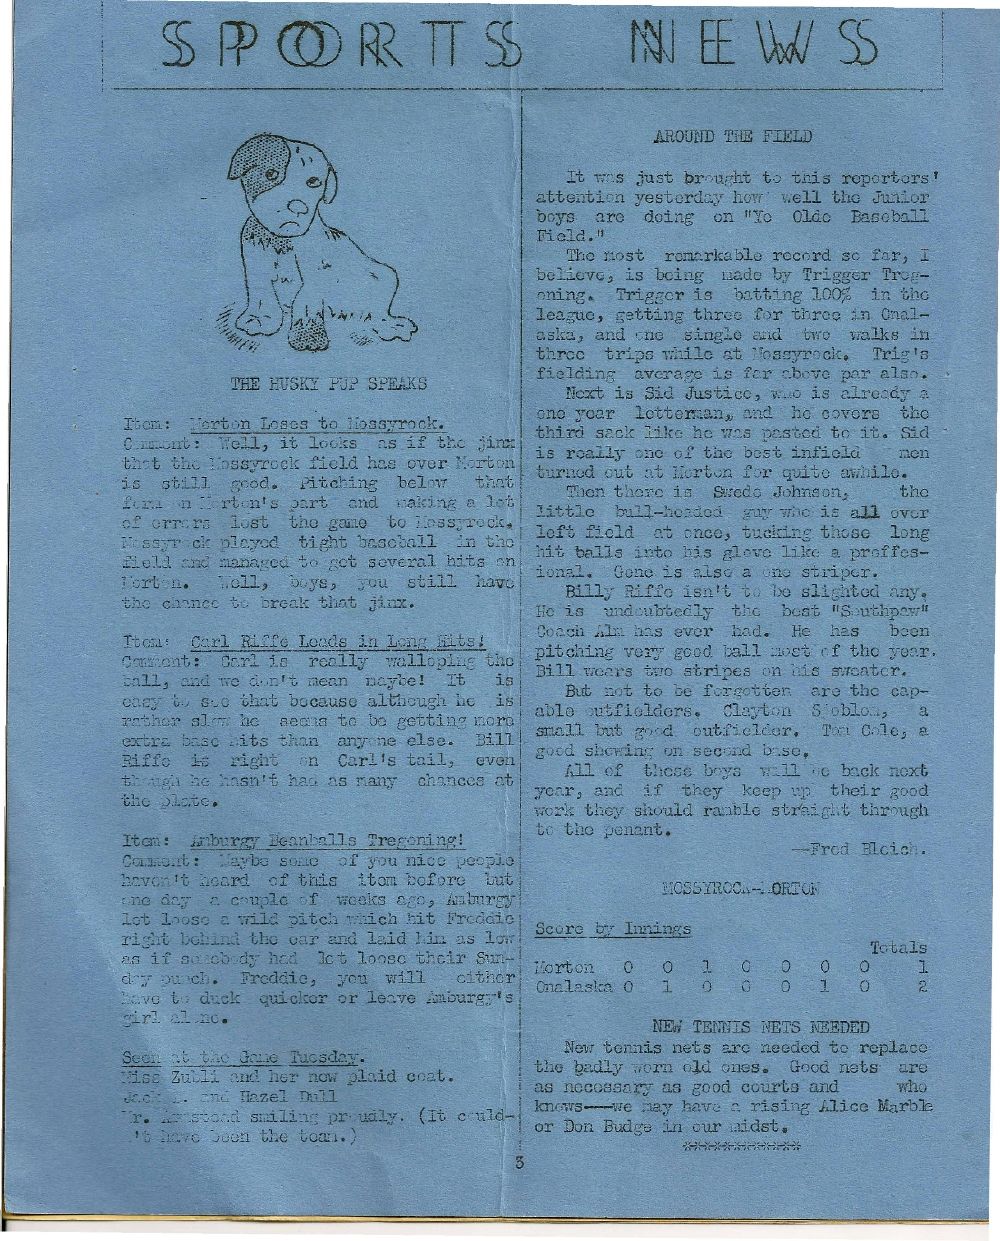 SPORTS NEWS
THE HUSKY PUP SPEAKS
Item: Morton Loses to Mossyrock.
Comment: Well, it looks as if the jinx
that the Mossyrock field has over Morton
is still good. Pitching below that
form on Morton's part and making a lot
of errors lost the game to Mossyrock.
Mossyrock played tight baseball in the
field and managed to get several hits on
Morton. Well, boys, you still have
the chance to break that jinx.
Item: Carl Riffe Leads in Long Hits!
Comment: Carl is really walloping the
ball, and we don't mean maybe! It is
easy to see that because although he is
rather slow he seems to be getting more
extra base hits than anyone else. Bill
Riffe is right on Carl's tail, even
though he hasn't had as many chances at
the plate.
Item: Amburgy Beanballs Tregoning!
Comment: Maybe some of you nice people
haven't heard of this item before but
one day a couple of weeks ago, Amburgy
let loose a wild pitch which hit Freddie
right behind the ear and laid him as low
as if somebody had let loose their Sun-
day punch. Freddie, you will either
have to duck quicker or leave Amburgy's
girl alone.
Seen at the Game Tuesday.
Miss Zubli and her new plaid coat.
Jack and Hazel Dull
Mr. smiling proudly. (It could-
n't have been the team.)
AROUND THE FIELD
It was just brought to this reporters'
attention yesterday how well the Junior
boys are doing on "Ye Olde Baseball
Field."
The most remarkable record so far, I
believe, is being made by Trigger Treg-
oning. Trigger is batting 100% in the
league, getting three for three in Onal-
aska, and one single and two walks in
three trips while at Mossyrock. Trig's
fielding average is far above par also.
Next is Sid Justice, who is already a
one year letterman, and he covers the
third sack like he was pasted to it. Sid
is really one of the best infield men
turned out at Morton for quite awhile.
Then there is Swede Johnson, the
little bull-headed guy who is all over
left field at once, tucking those long
hit balls into his glove like a proffes-
ional. Gene is also a one striper.
Billy Riffe isn't to be slighted any.
He is undoubtedly the best "Southpaw"
Coach Alm has ever had. He has been
pitching very good ball most of the year.
Bill wears two stripes on his sweater.
But not to be forgotten are the cap-
able outfielders. Clayton Sjoblom, a
small but good outfielder. Tom Cole, a
good showing on second base.
All of these boys will be back next
year, and if they keep up their good
work they should ramble straight through
to the penant.
—Fred Bleich.
MOSSYROCK-MORTON
Score by Innings
Totals
Morton 0 0 1 0 0 0 0 1
Onalaska 0 1 0 0 0 1 0 2
NEW TENNIS NETS NEEDED
New tennis nets are needed to replace
the badly worn old ones. Good nets are
as necessary as good courts and who
knows——we may have a rising Alice Marble
or Don Budge in our midst.
************
3